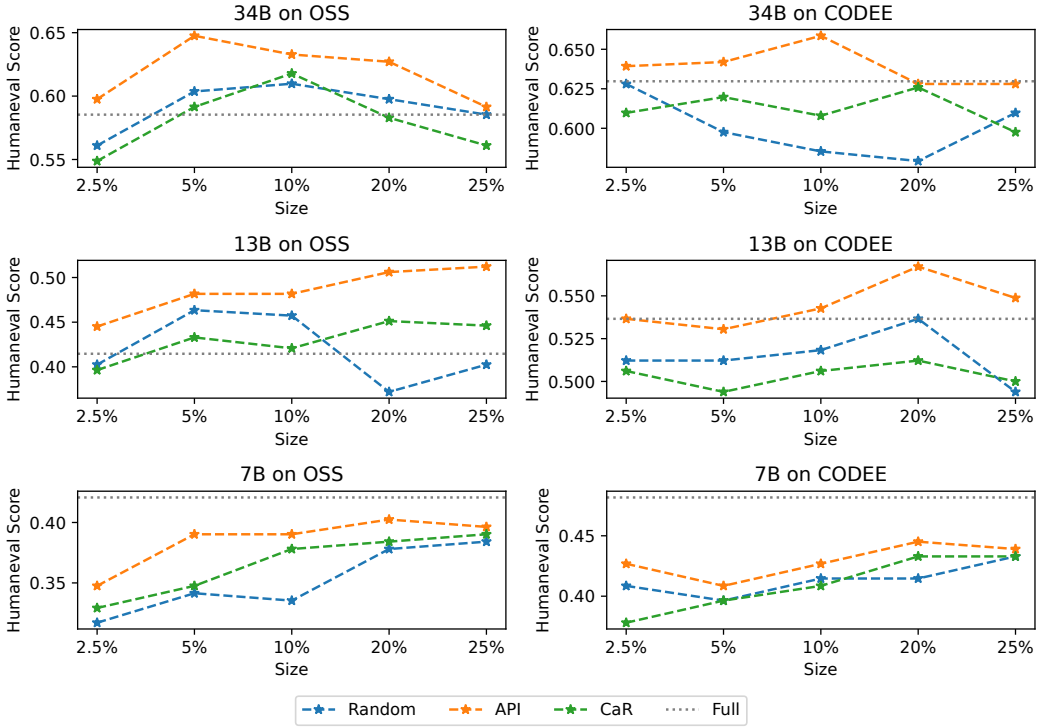 34B on OSS
Humaneval Score
0.65
0.60
0.55
2.5% 5% 10% 20% 25%
Size
34B on CODEE
Humaneval Score
0.650
0.625
0.600
2.5% 5% 10% 20% 25%
Size
13B on OSS
Humaneval Score
0.50
0.45
0.40
2.5% 5% 10% 20% 25%
Size
13B on CODEE
Humaneval Score
0.550
0.525
0.500
2.5% 5% 10% 20% 25%
Size
7B on OSS
Humaneval Score
0.40
0.35
2.5% 5% 10% 20% 25%
Size
7B on CODEE
Humaneval Score
0.45
0.40
2.5% 5% 10% 20% 25%
Size
Random API CaR Full